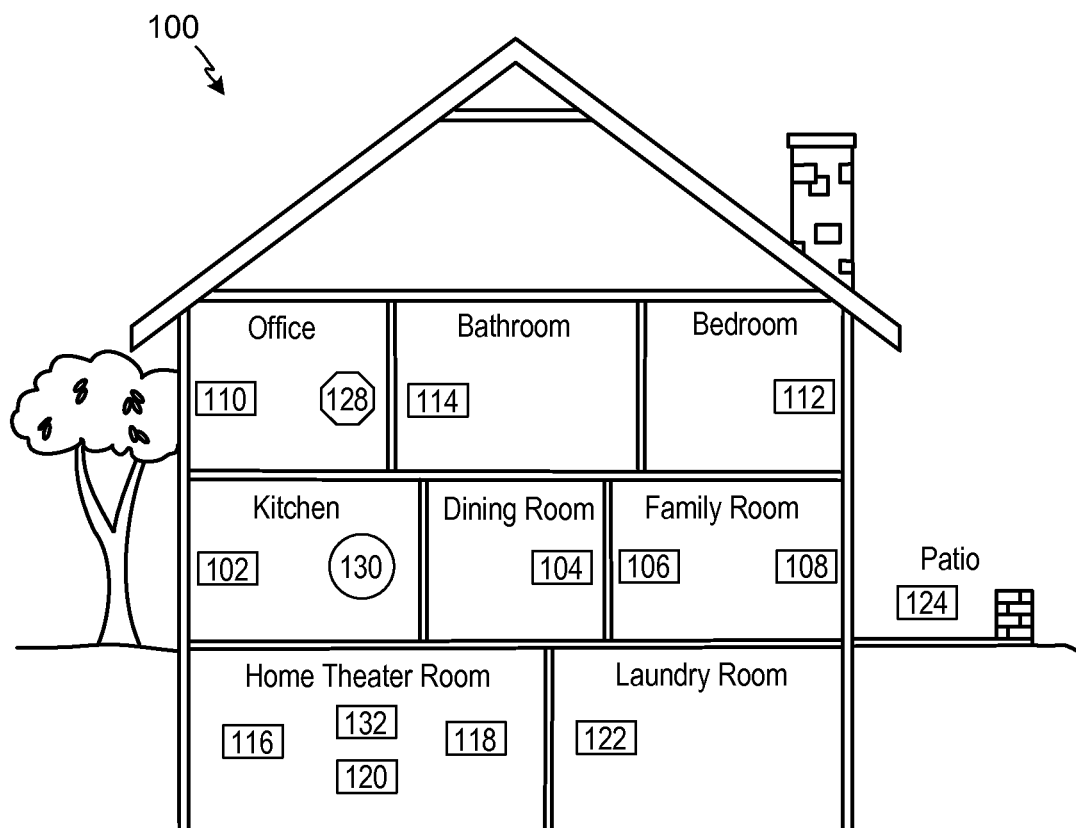 100
Office
Bathroom
Bedroom
110
128
114
112
Kitchen
Dining Room
Family Room
102
130
104
106
108
Patio
124
Home Theater Room
Laundry Room
116
132
118
122
120